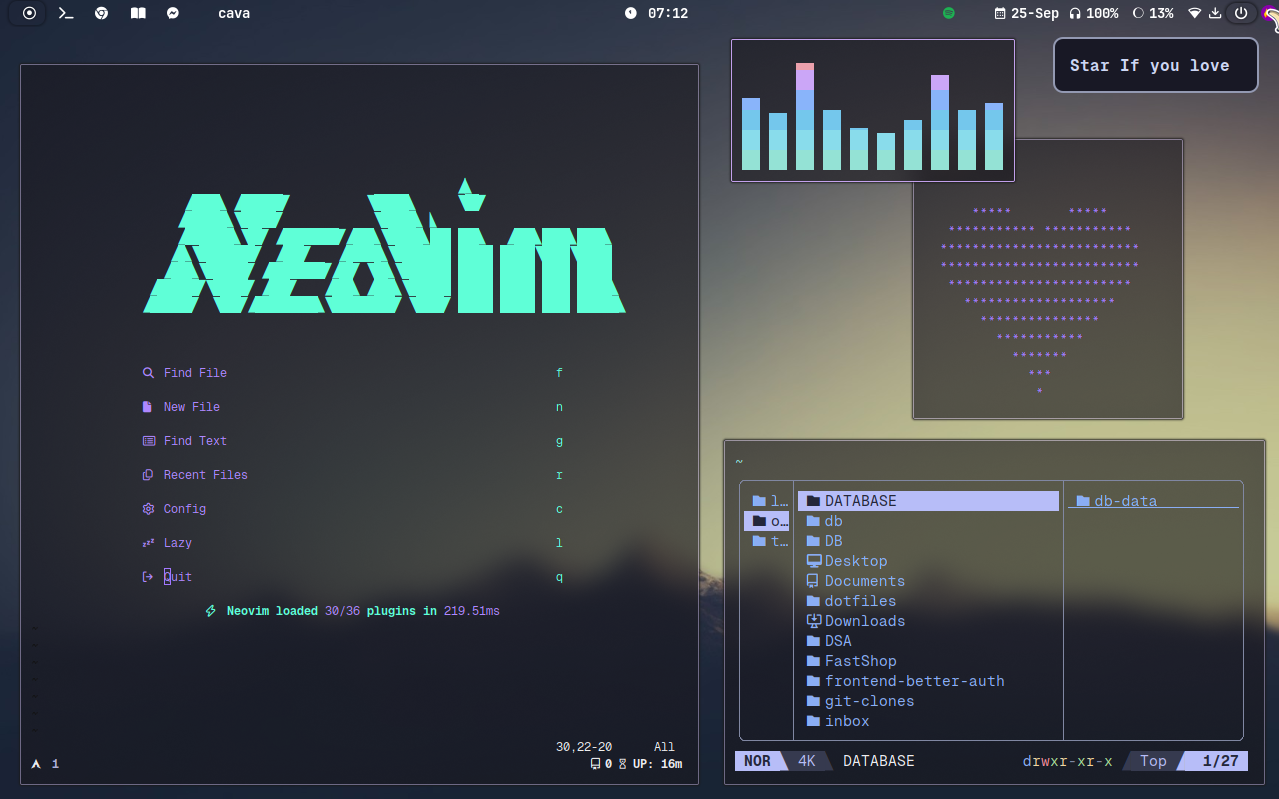 cava
07:12
25-Sep 100% 13%
Star If you love
Neovim
Find File f
New File n
Find Text g
Recent Files r
Config c
Lazy l
Quit q
Neovim loaded 30/36 plugins in 219.51ms
30,22-20 All
1 0 UP: 16m
~
l…
o…
t…
DATABASE
db
DB
Desktop
Documents
dotfiles
Downloads
DSA
FastShop
frontend-better-auth
git-clones
inbox
db-data
NOR 4K DATABASE drwxr-xr-x Top 1/27